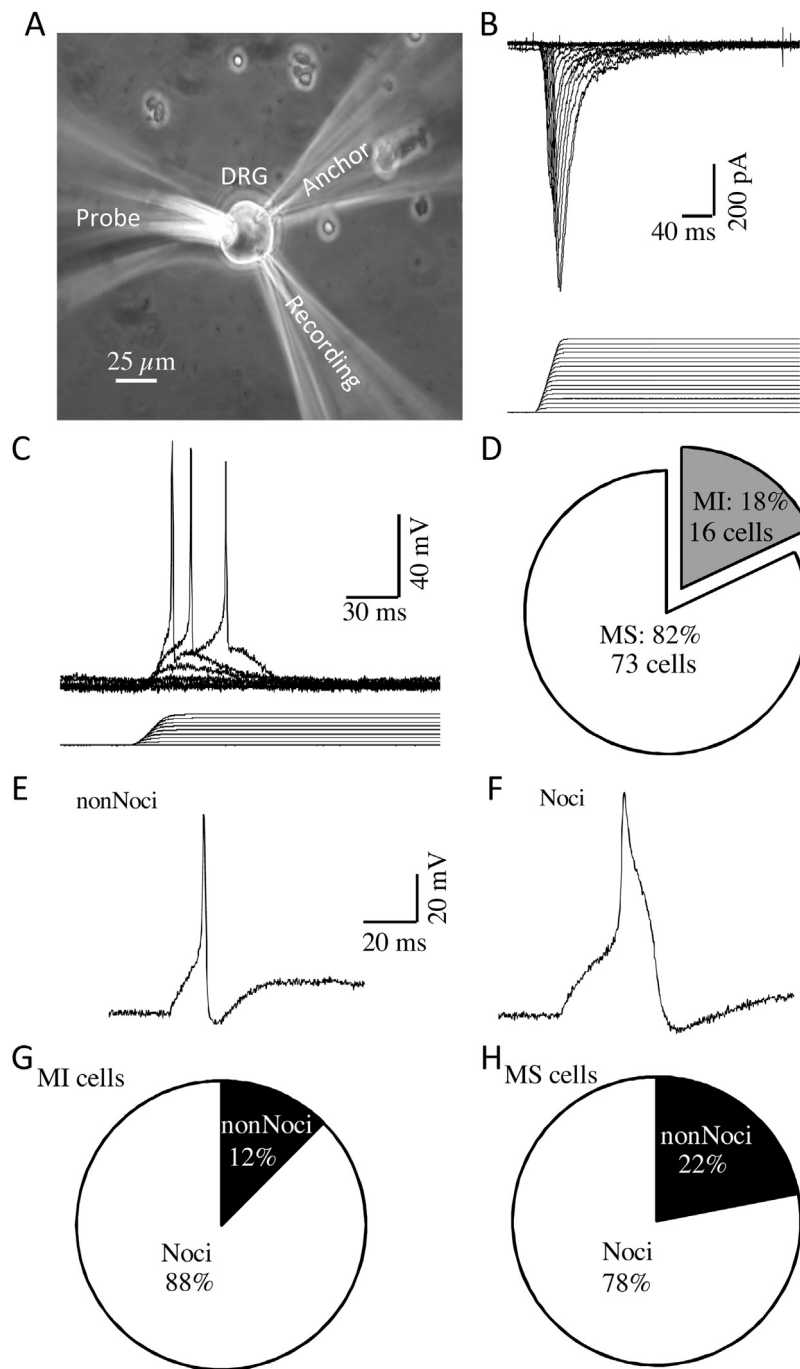 A
DRG
Anchor
Probe
Recording
25 µm
B
200 pA
40 ms
C
40 mV
30 ms
D
MI: 18%
16 cells
MS: 82%
73 cells
E
nonNoci
20 mV
20 ms
F
Noci
G
MI cells
nonNoci
12%
Noci
88%
H
MS cells
nonNoci
22%
Noci
78%